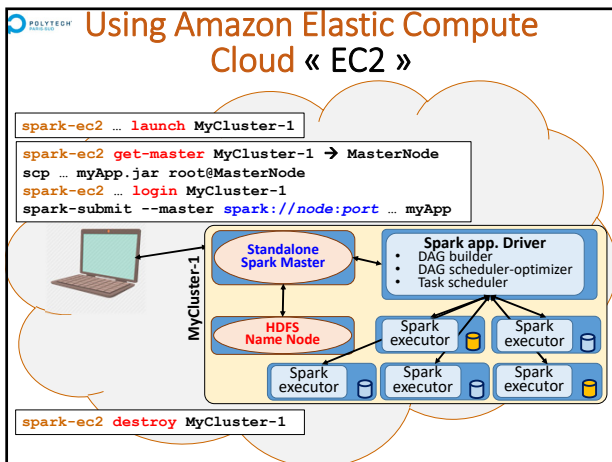 POLYTECH
PARIS-SUD
Using Amazon Elastic Compute
Cloud « EC2 »
spark-ec2 … launch MyCluster-1
spark-ec2 get-master MyCluster-1 → MasterNode
scp … myApp.jar root@MasterNode
spark-ec2 … login MyCluster-1
spark-submit --master spark://node:port … myApp
MyCluster-1
Standalone
Spark Master
Spark app. Driver
• DAG builder
• DAG scheduler-optimizer
• Task scheduler
HDFS
Name Node
Spark
executor
Spark
executor
Spark
executor
Spark
executor
Spark
executor
spark-ec2 destroy MyCluster-1